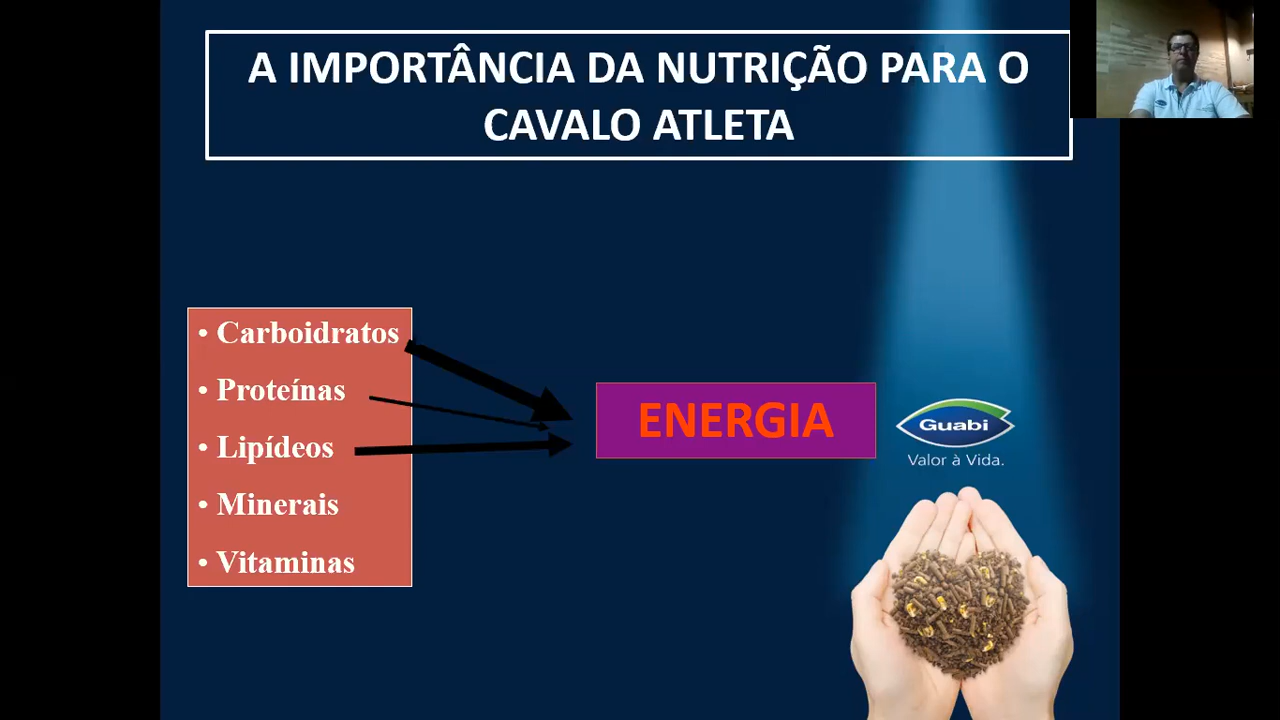 A IMPORTÂNCIA DA NUTRIÇÃO PARA O
CAVALO ATLETA
• Carboidratos
• Proteínas
• Lipídeos
• Minerais
• Vitaminas
ENERGIA
Guabi
Valor à Vida.